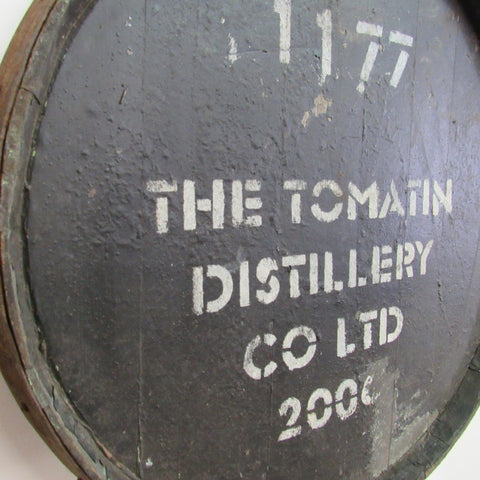 1177
THE TOMATIN
DISTILLERY
CO LTD
2006